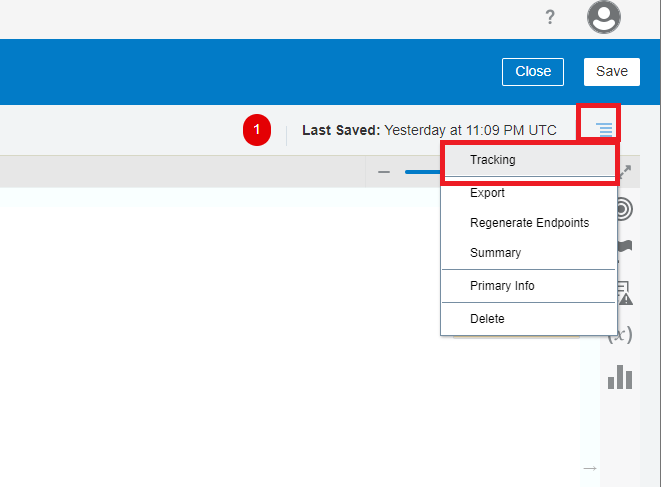 ?
Close
Save
1
Last Saved: Yesterday at 11:09 PM UTC
Tracking
Export
Regenerate Endpoints
Summary
Primary Info
Delete
(x)